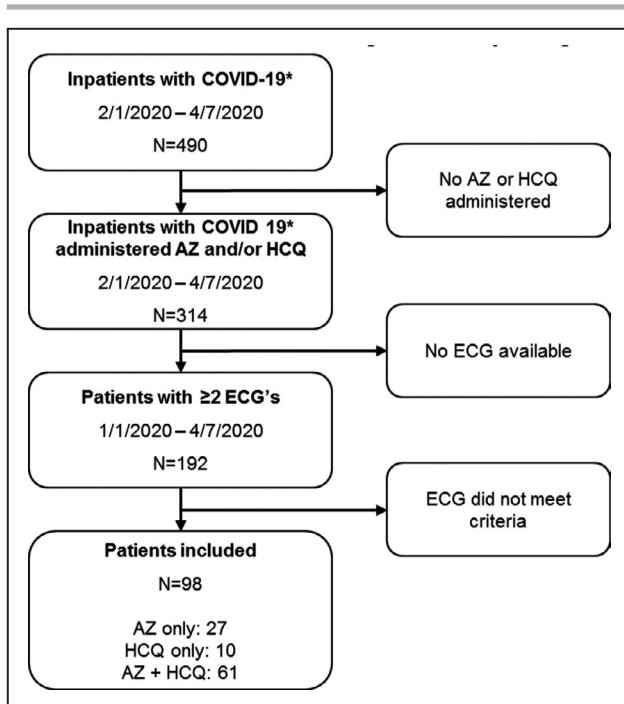 Inpatients with COVID-19*
2/1/2020 – 4/7/2020
N=490
No AZ or HCQ
administered
Inpatients with COVID 19*
administered AZ and/or HCQ
2/1/2020 – 4/7/2020
N=314
No ECG available
Patients with ≥2 ECG's
1/1/2020 – 4/7/2020
N=192
ECG did not meet
criteria
Patients included
N=98
AZ only: 27
HCQ only: 10
AZ + HCQ: 61